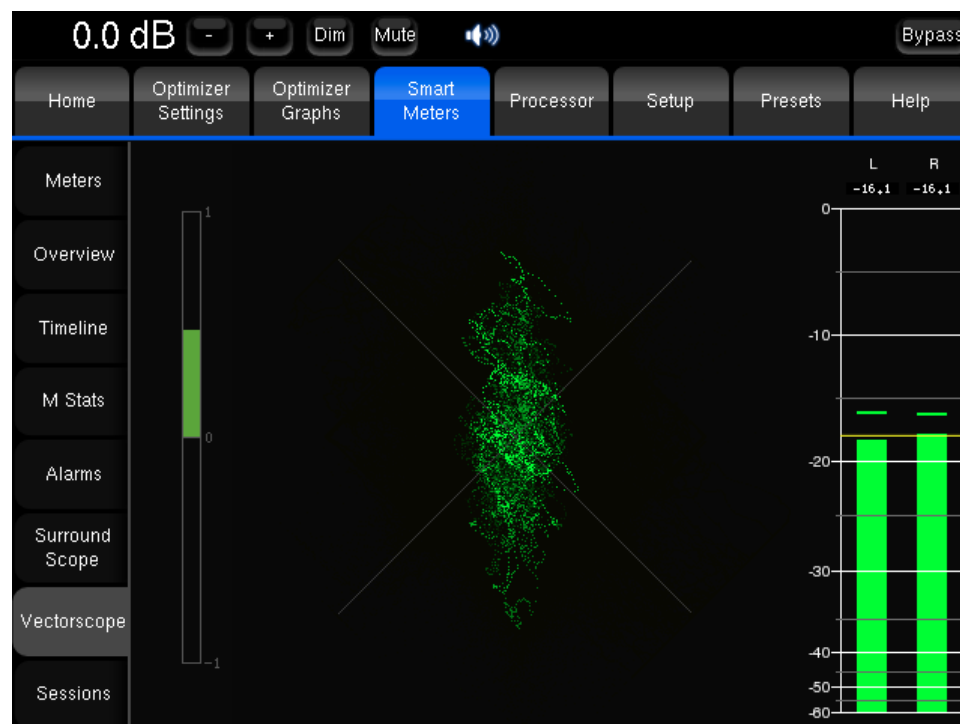 0.0 dB - + Dim Mute Bypass
Home Optimizer Settings Optimizer Graphs Smart Meters Processor Setup Presets Help
Meters
Overview
Timeline
M Stats
Alarms
Surround
Scope
Vectorscope
Sessions
1
0
-1
L R
-16.1 -16.1
0
-10
-20
-30
-40
-50
-60